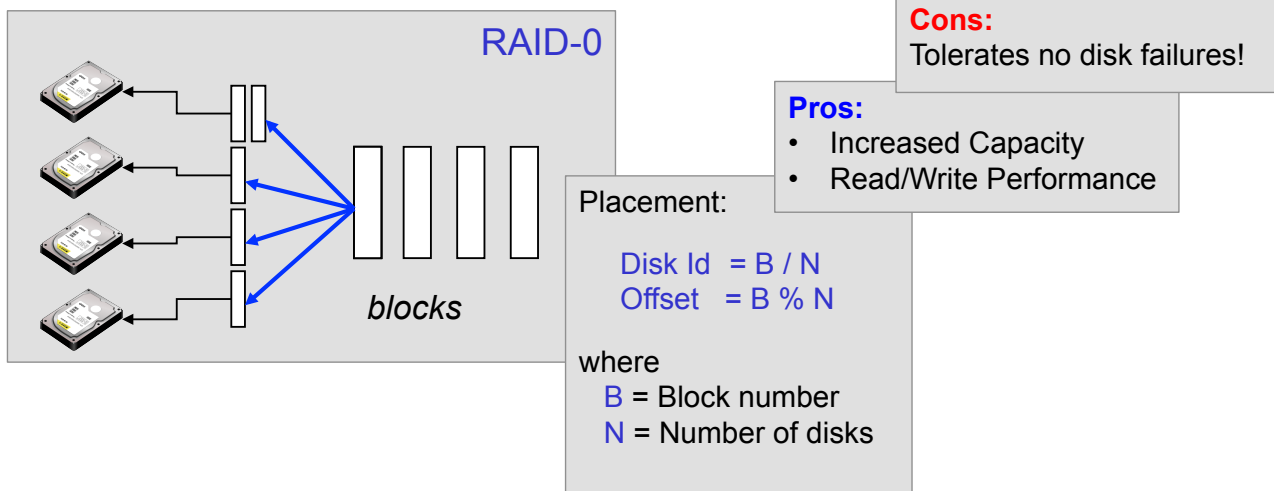 RAID-0
blocks
Placement:
Disk Id = B / N
Offset = B % N
where
B = Block number
N = Number of disks
Pros:
• Increased Capacity
• Read/Write Performance
Cons:
Tolerates no disk failures!